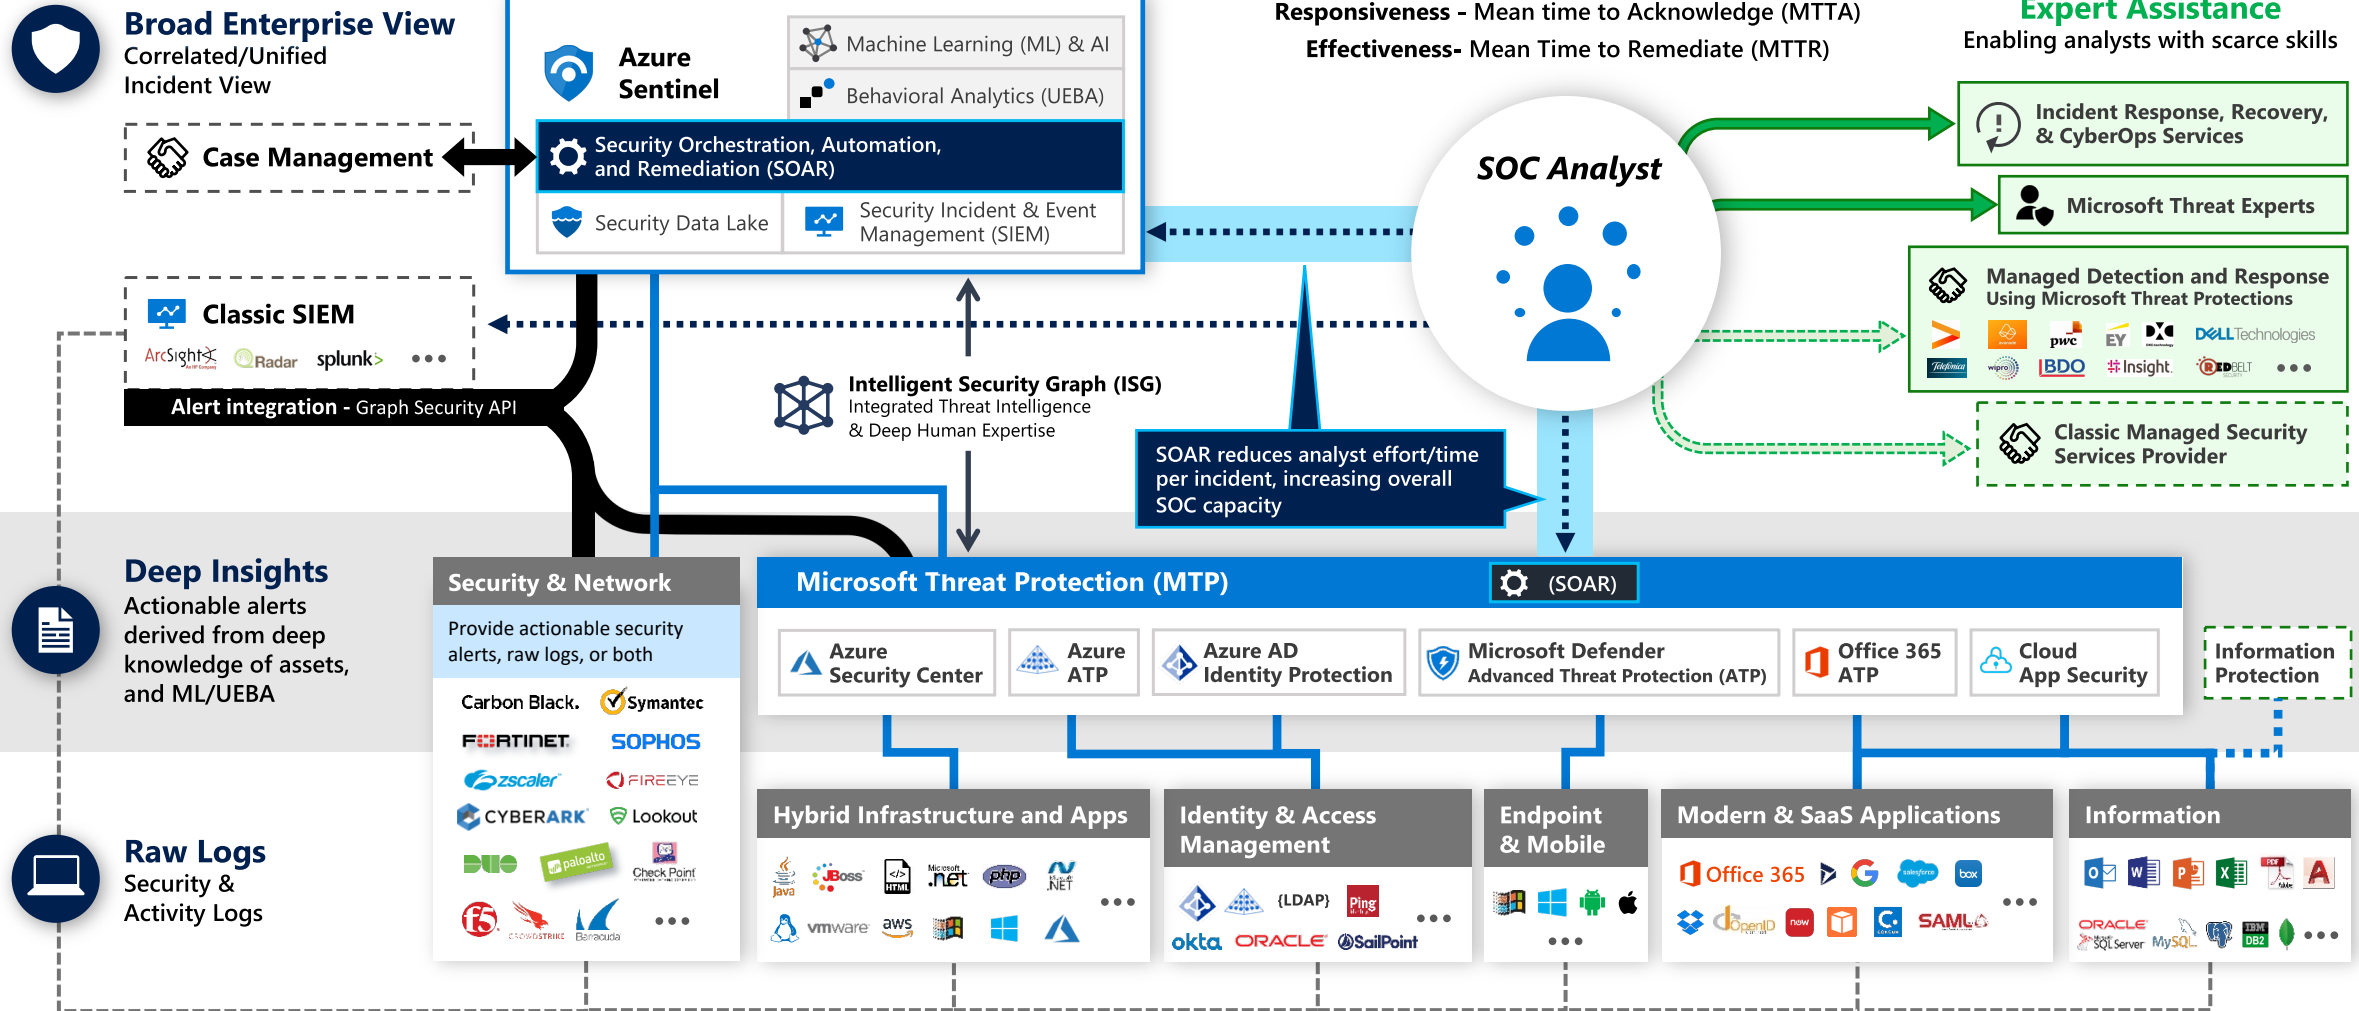 Broad Enterprise View
Correlated/Unified
Incident View
Case Management
Azure
Sentinel
Machine Learning (ML) & AI
Behavioral Analytics (UEBA)
Security Orchestration, Automation,
and Remediation (SOAR)
Security Data Lake
Security Incident & Event
Management (SIEM)
Responsiveness - Mean time to Acknowledge (MTTA)
Effectiveness- Mean Time to Remediate (MTTR)
Expert Assistance
Enabling analysts with scarce skills
SOC Analyst
Incident Response, Recovery,
& CyberOps Services
Microsoft Threat Experts
Managed Detection and Response
Using Microsoft Threat Protections
pwc
EY
DXC
DELL Technologies
Telefónica
wipro
BDO
Insight.
REDBELT
Classic Managed Security
Services Provider
Classic SIEM
ArcSight
QRadar
splunk>
Alert integration - Graph Security API
Intelligent Security Graph (ISG)
Integrated Threat Intelligence
& Deep Human Expertise
SOAR reduces analyst effort/time
per incident, increasing overall
SOC capacity
Deep Insights
Actionable alerts
derived from deep
knowledge of assets,
and ML/UEBA
Security & Network
Provide actionable security
alerts, raw logs, or both
Carbon Black.
Symantec
FORTINET
SOPHOS
zscaler
FIREEYE
CYBERARK
Lookout
DUO
paloalto
Check Point
f5
CROWDSTRIKE
Barracuda
Microsoft Threat Protection (MTP)
(SOAR)
Azure
Security Center
Azure
ATP
Azure AD
Identity Protection
Microsoft Defender
Advanced Threat Protection (ATP)
Office 365
ATP
Cloud
App Security
Information
Protection
Raw Logs
Security &
Activity Logs
Hybrid Infrastructure and Apps
Java
JBoss
HTML
Microsoft .net
php
.NET
vmware
aws
Identity & Access
Management
{LDAP}
Ping
okta
ORACLE
SailPoint
Endpoint
& Mobile
Modern & SaaS Applications
Office 365
salesforce
box
OpenID
new
SAML
Information
PDF
Adobe
ORACLE
SQL Server
MySQL
IBM
DB2